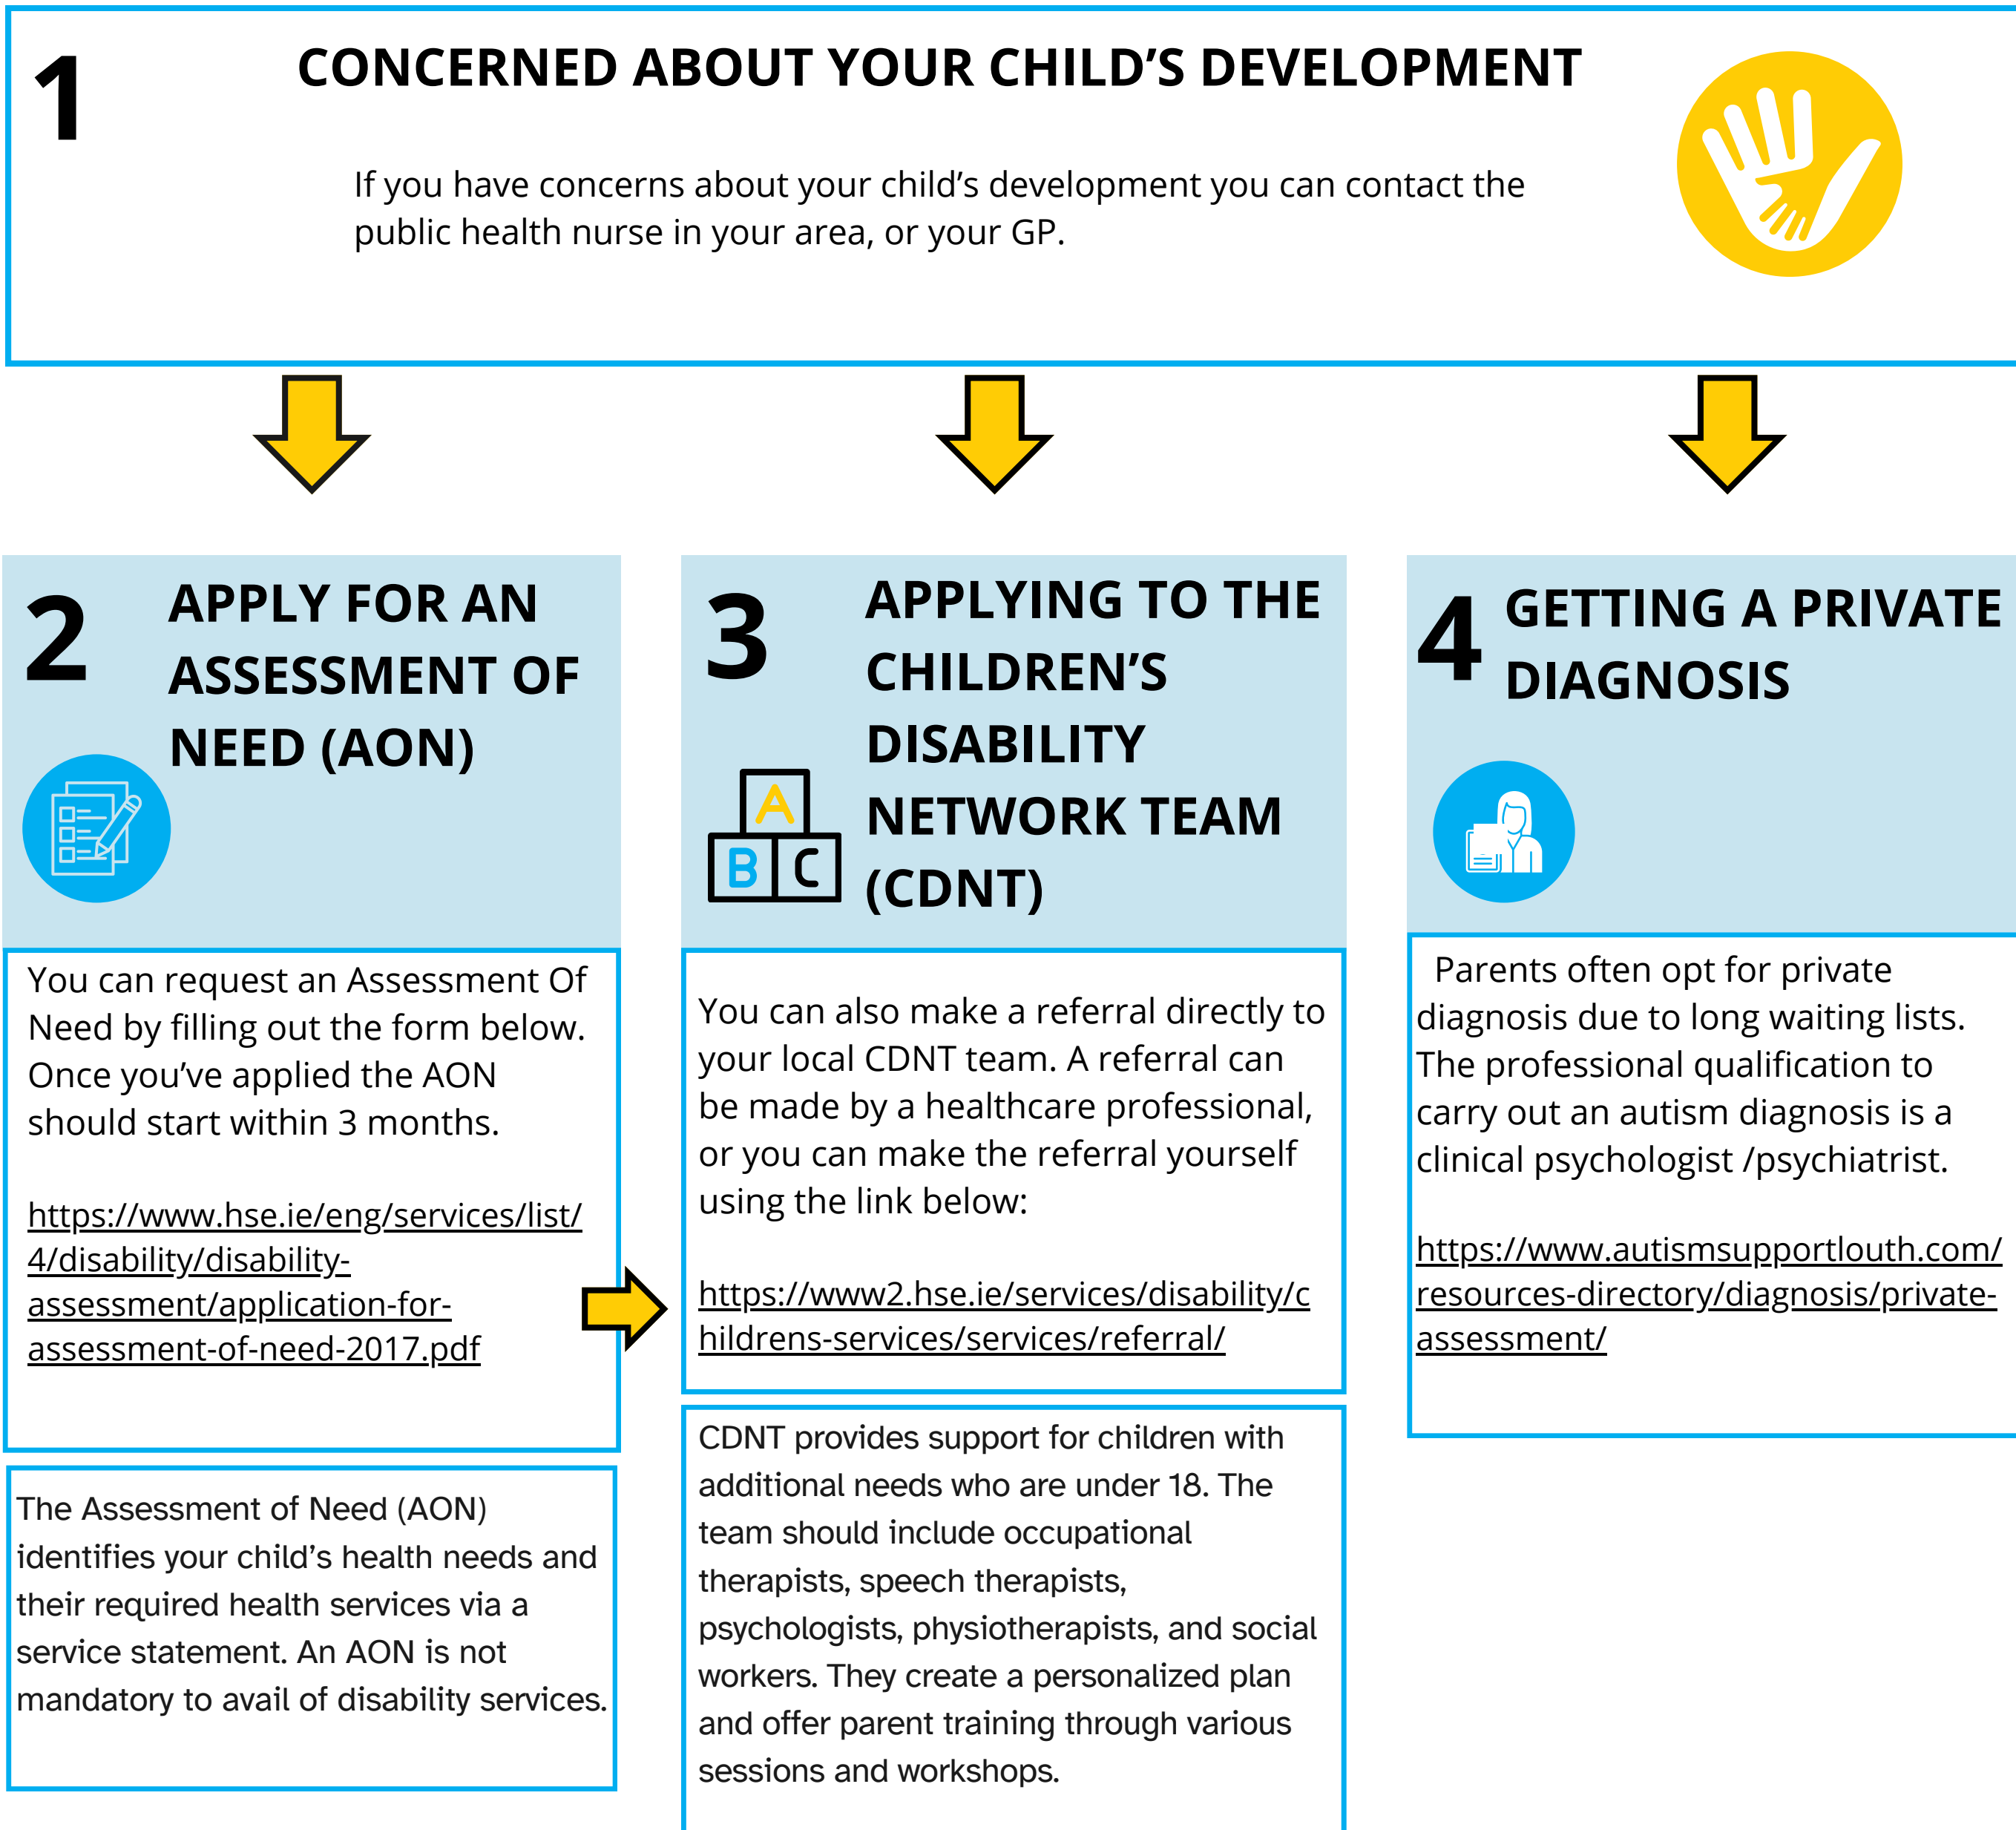 1
CONCERNED ABOUT YOUR CHILD'S DEVELOPMENT
If you have concerns about your child's development you can contact the
public health nurse in your area, or your GP.
2
APPLY FOR AN
ASSESSMENT OF
NEED (AON)
You can request an Assessment Of
Need by filling out the form below.
Once you've applied the AON
should start within 3 months.
https://www.hse.ie/eng/services/list/
4/disability/disability-
assessment/application-for-
assessment-of-need-2017.pdf
The Assessment of Need (AON)
identifies your child's health needs and
their required health services via a
service statement. An AON is not
mandatory to avail of disability services.
3
APPLYING TO THE
CHILDREN'S
DISABILITY
NETWORK TEAM
(CDNT)
A
B C
You can also make a referral directly to
your local CDNT team. A referral can
be made by a healthcare professional,
or you can make the referral yourself
using the link below:
https://www2.hse.ie/services/disability/c
hildrens-services/services/referral/
CDNT provides support for children with
additional needs who are under 18. The
team should include occupational
therapists, speech therapists,
psychologists, physiotherapists, and social
workers. They create a personalized plan
and offer parent training through various
sessions and workshops.
4
GETTING A PRIVATE
DIAGNOSIS
Parents often opt for private
diagnosis due to long waiting lists.
The professional qualification to
carry out an autism diagnosis is a
clinical psychologist /psychiatrist.
https://www.autismsupportlouth.com/
resources-directory/diagnosis/private-
assessment/